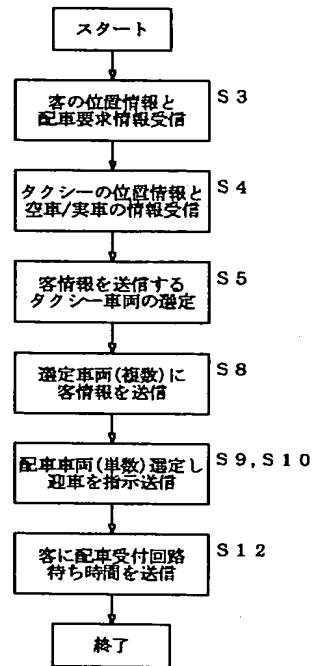 スタート
客の位置情報と
配車要求情報受信
S3
タクシーの位置情報と
空車/実車の情報受信
S4
客情報を送信する
タクシー車両の選定
S5
選定車両(複数)に
客情報を送信
S8
配車車両(単数)選定し
迎車を指示送信
S9,S10
客に配車受付回路
待ち時間を送信
S12
終了